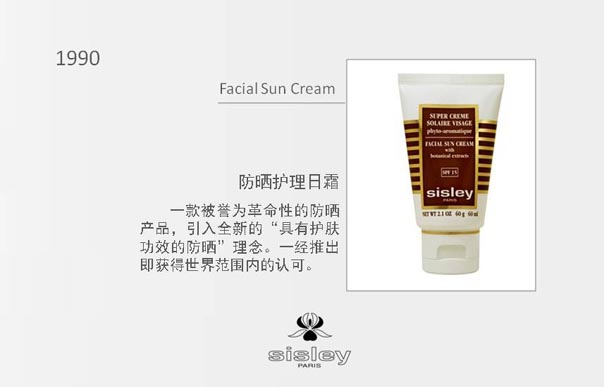 1990
Facial Sun Cream
防晒护理日霜
一款被誉为革命性的防晒
产品，引入全新的“具有护肤
功效的防晒”理念。一经推出
即获得世界范围内的认可。
SUPER CREME
SOLAIRE VISAGE
phyto-aromatique
FACIAL SUN CREAM
with
botanical extracts
SPF 15
sisley
PARIS
NET WT 2.1 OZ 60 g 60 ml
sisley
PARIS